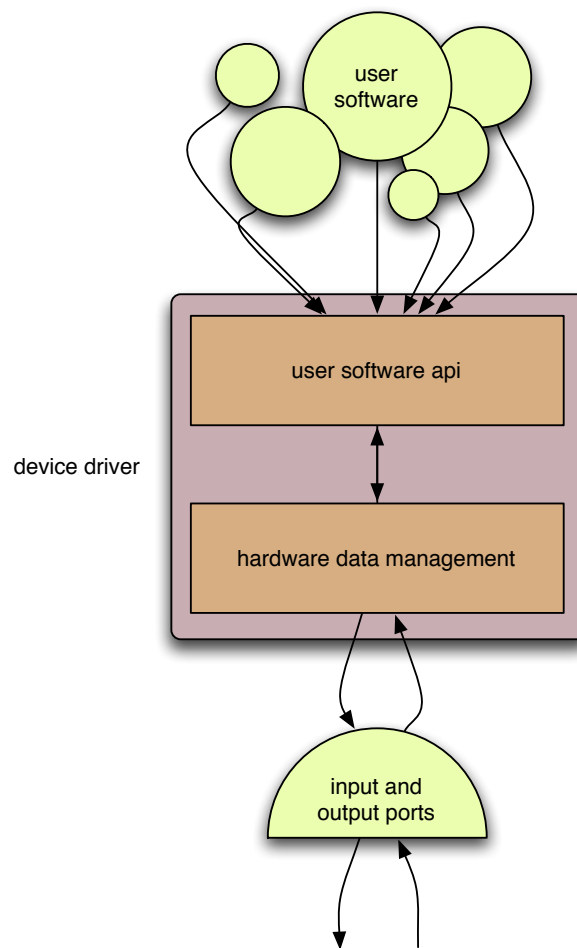 user
software
user software api
device driver
hardware data management
input and
output ports